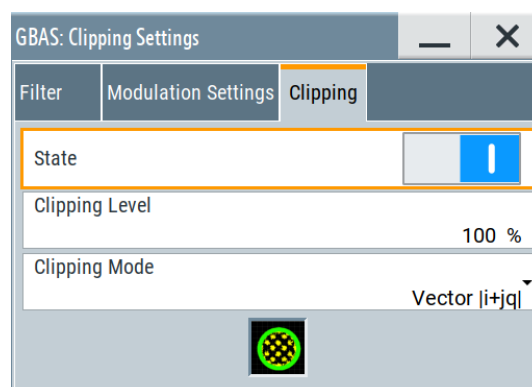 GBAS: Clipping Settings
Filter
Modulation Settings
Clipping
State
Clipping Level
100 %
Clipping Mode
Vector |i+jq|